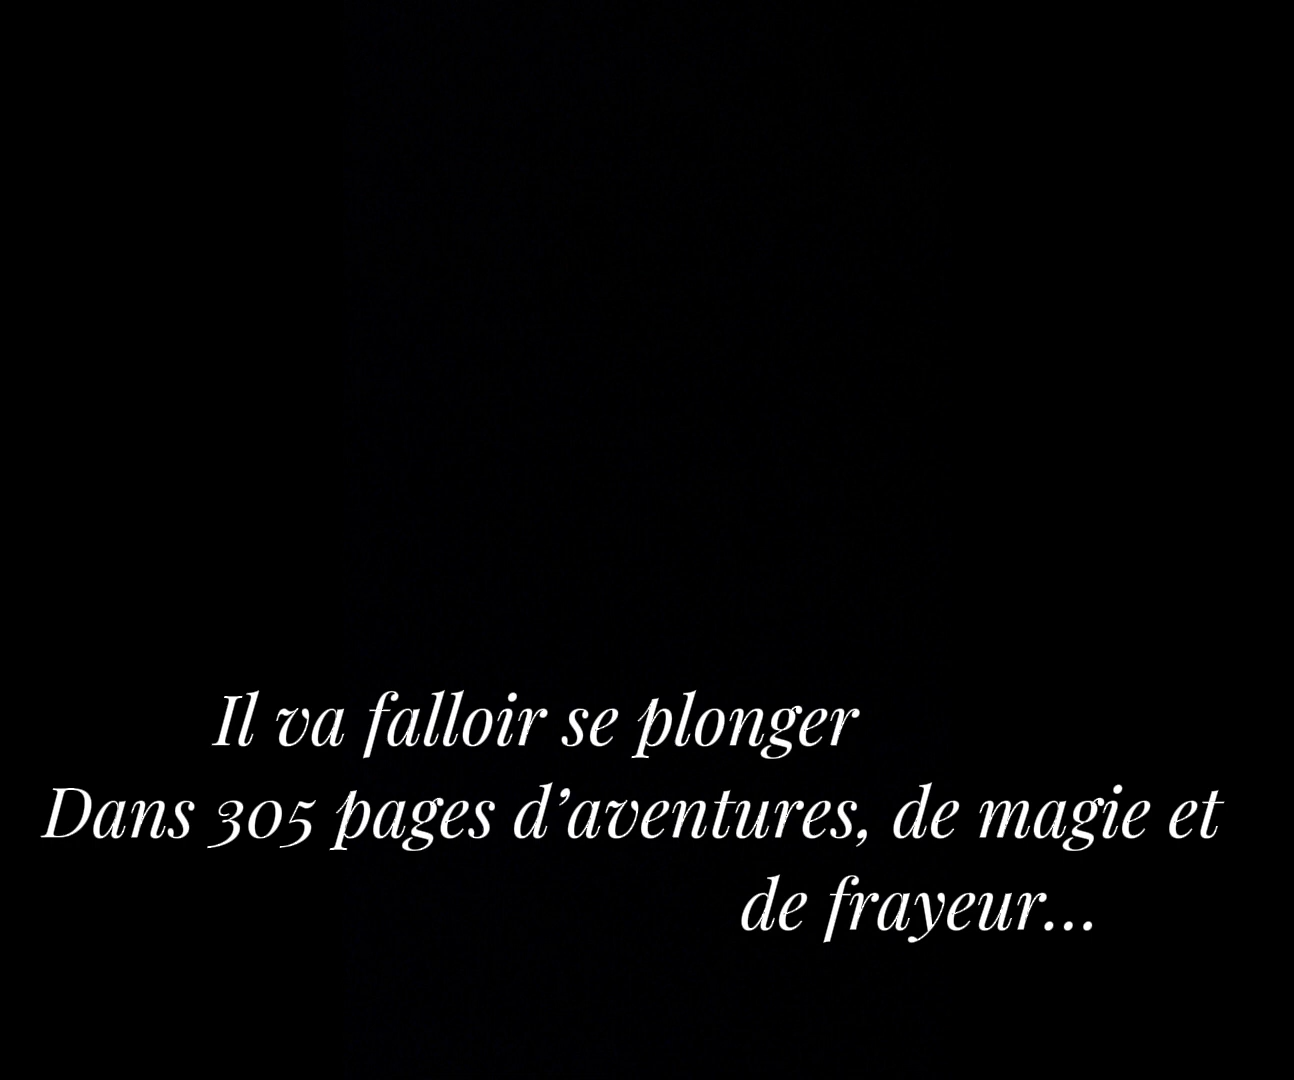 Il va falloir se plonger
Dans 305 pages d’aventures, de magie et
de frayeur...